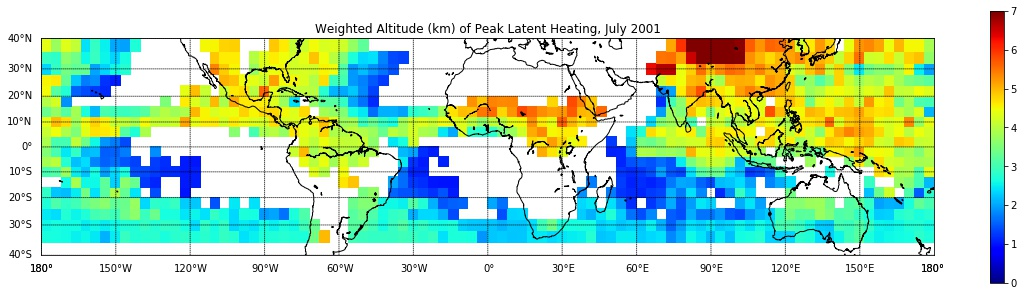 Weighted Altitude (km) of Peak Latent Heating, July 2001
7
6
5
4
3
2
1
0
40°N
30°N
20°N
10°N
0°
10°S
20°S
30°S
40°S
180° 150°W 120°W 90°W 60°W 30°W 0° 30°E 60°E 90°E 120°E 150°E 180°